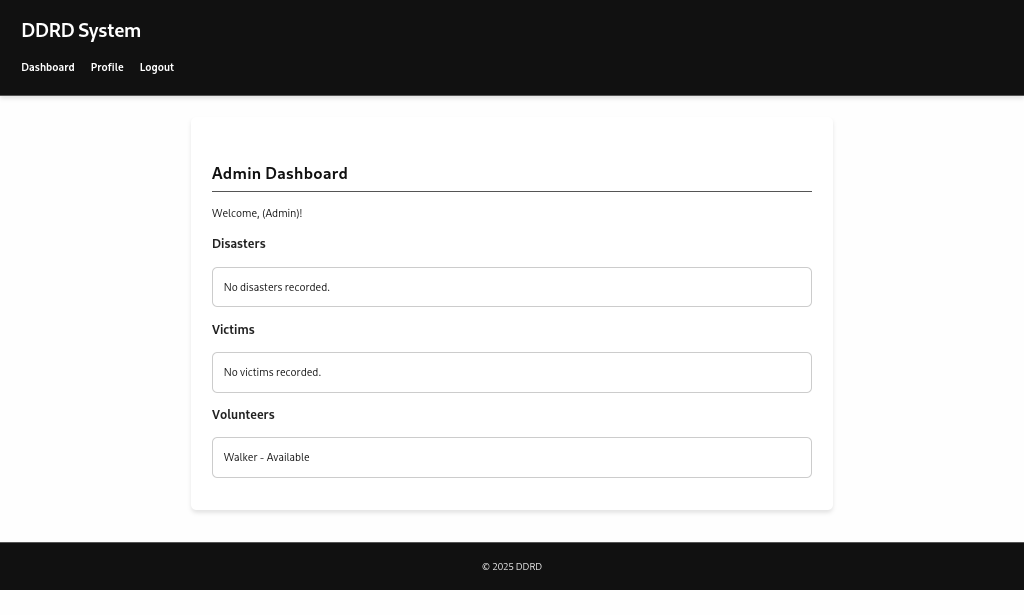 DDRD System
Dashboard Profile Logout
Admin Dashboard
Welcome, (Admin)!
Disasters
No disasters recorded.
Victims
No victims recorded.
Volunteers
Walker - Available
© 2025 DDRD